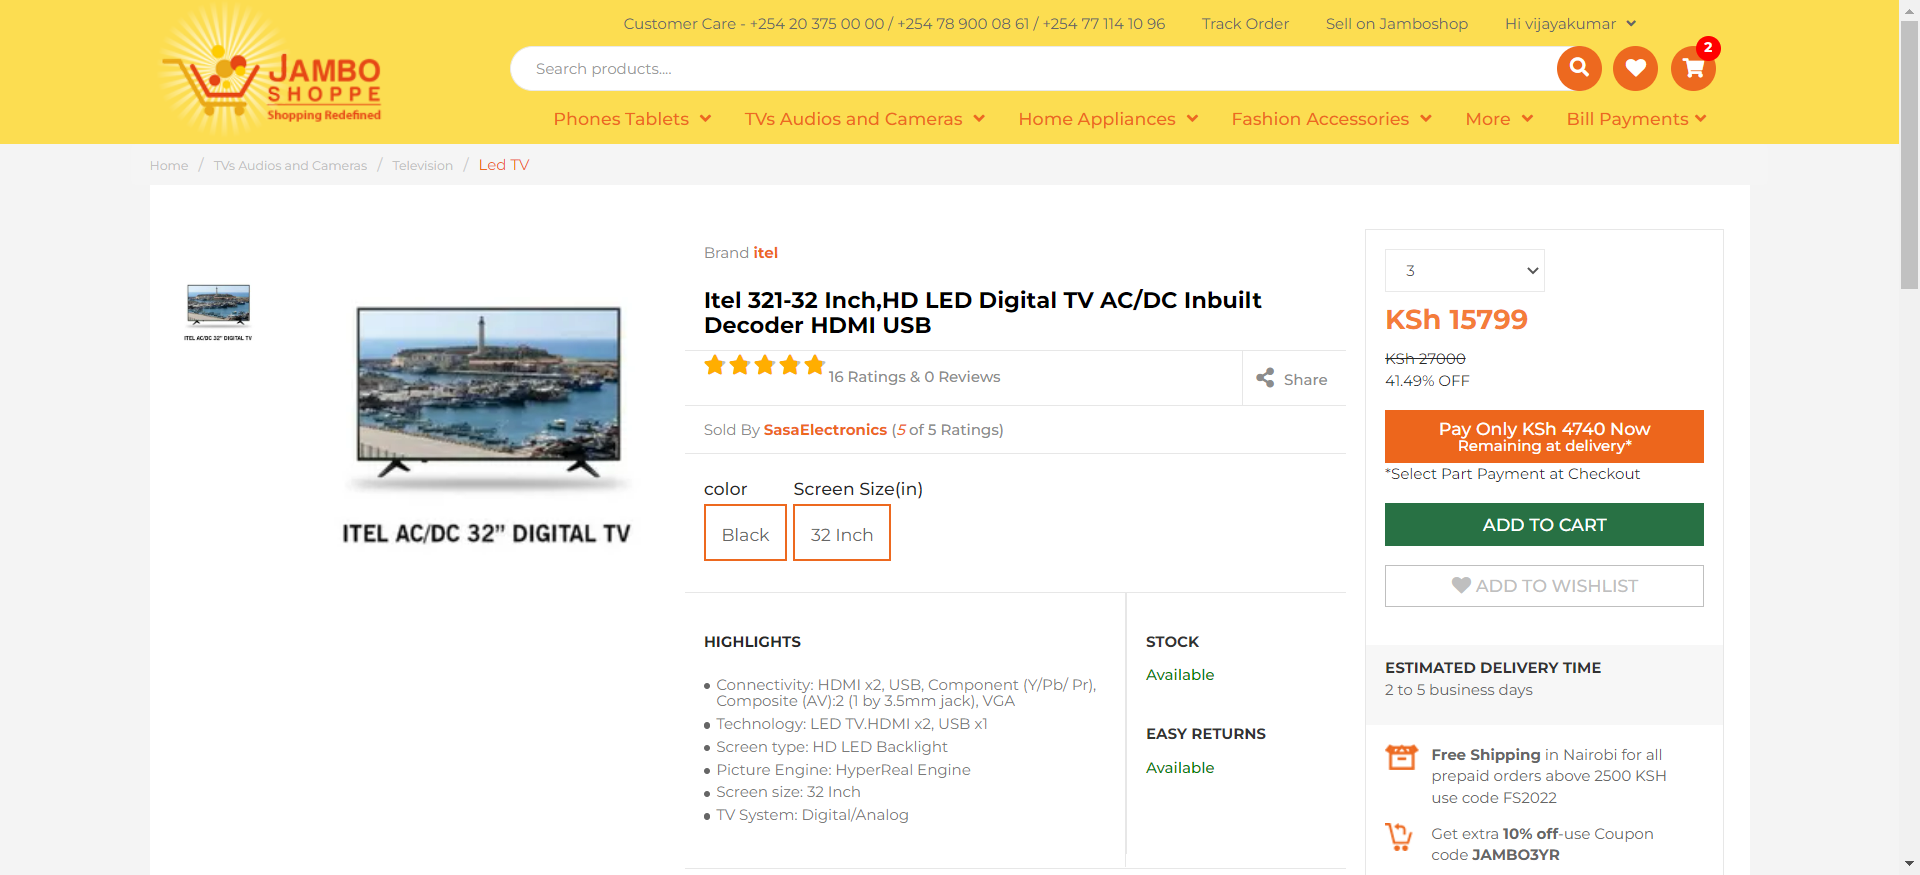 Customer Care - +254 20 375 00 00 / +254 78 900 08 61 / +254 77 114 10 96
Track Order
Sell on Jamboshop
Hi vijayakumar
JAMBO
SHOPPE
Shopping Redefined
Search products....
2
Phones Tablets
TVs Audios and Cameras
Home Appliances
Fashion Accessories
More
Bill Payments
Home / TVs Audios and Cameras / Television / Led TV
ITEL AC/DC 32" DIGITAL TV
ITEL AC/DC 32” DIGITAL TV
Brand itel
Itel 321-32 Inch,HD LED Digital TV AC/DC Inbuilt
Decoder HDMI USB
16 Ratings & 0 Reviews
Share
Sold By SasaElectronics (5 of 5 Ratings)
color
Black
Screen Size(in)
32 Inch
HIGHLIGHTS
Connectivity: HDMI x2, USB, Component (Y/Pb/ Pr),
Composite (AV):2 (1 by 3.5mm jack), VGA
Technology: LED TV.HDMI x2, USB x1
Screen type: HD LED Backlight
Picture Engine: HyperReal Engine
Screen size: 32 Inch
TV System: Digital/Analog
STOCK
Available
EASY RETURNS
Available
3
KSh 15799
KSh 27000
41.49% OFF
Pay Only KSh 4740 Now
Remaining at delivery*
*Select Part Payment at Checkout
ADD TO CART
ADD TO WISHLIST
ESTIMATED DELIVERY TIME
2 to 5 business days
Free Shipping in Nairobi for all
prepaid orders above 2500 KSH
use code FS2022
Get extra 10% off-use Coupon
code JAMBO3YR